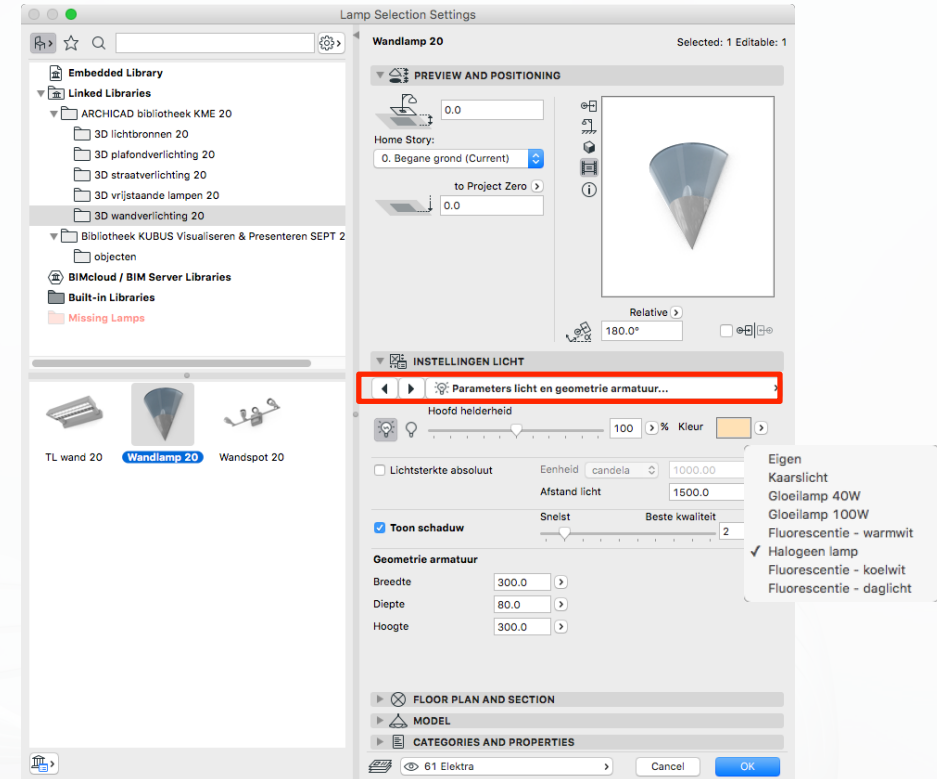 Lamp Selection Settings
Embedded Library
Linked Libraries
ARCHICAD bibliotheek KME 20
3D lichtbronnen 20
3D plafondverlichting 20
3D straatverlichting 20
3D vrijstaande lampen 20
3D wandverlichting 20
Bibliotheek KUBUS Visualiseren & Presenteren SEPT 2
objecten
BIMcloud / BIM Server Libraries
Built-in Libraries
Missing Lamps
TL wand 20
Wandlamp 20
Wandspot 20
Wandlamp 20
Selected: 1 Editable: 1
PREVIEW AND POSITIONING
0.0
Home Story:
0. Begane grond (Current)
to Project Zero
0.0
Relative
180.0°
INSTELLINGEN LICHT
Parameters licht en geometrie armatuur...
Hoofd helderheid
100 % Kleur
Lichtsterkte absoluut Eenheid candela 1000.00
Afstand licht 1500.0
Toon schaduw Snelst Beste kwaliteit 2
Geometrie armatuur
Breedte 300.0
Diepte 80.0
Hoogte 300.0
Eigen
Kaarslicht
Gloeilamp 40W
Gloeilamp 100W
Fluorescentie - warmwit
✓ Halogeen lamp
Fluorescentie - koelwit
Fluorescentie - daglicht
FLOOR PLAN AND SECTION
MODEL
CATEGORIES AND PROPERTIES
61 Elektra
Cancel
OK